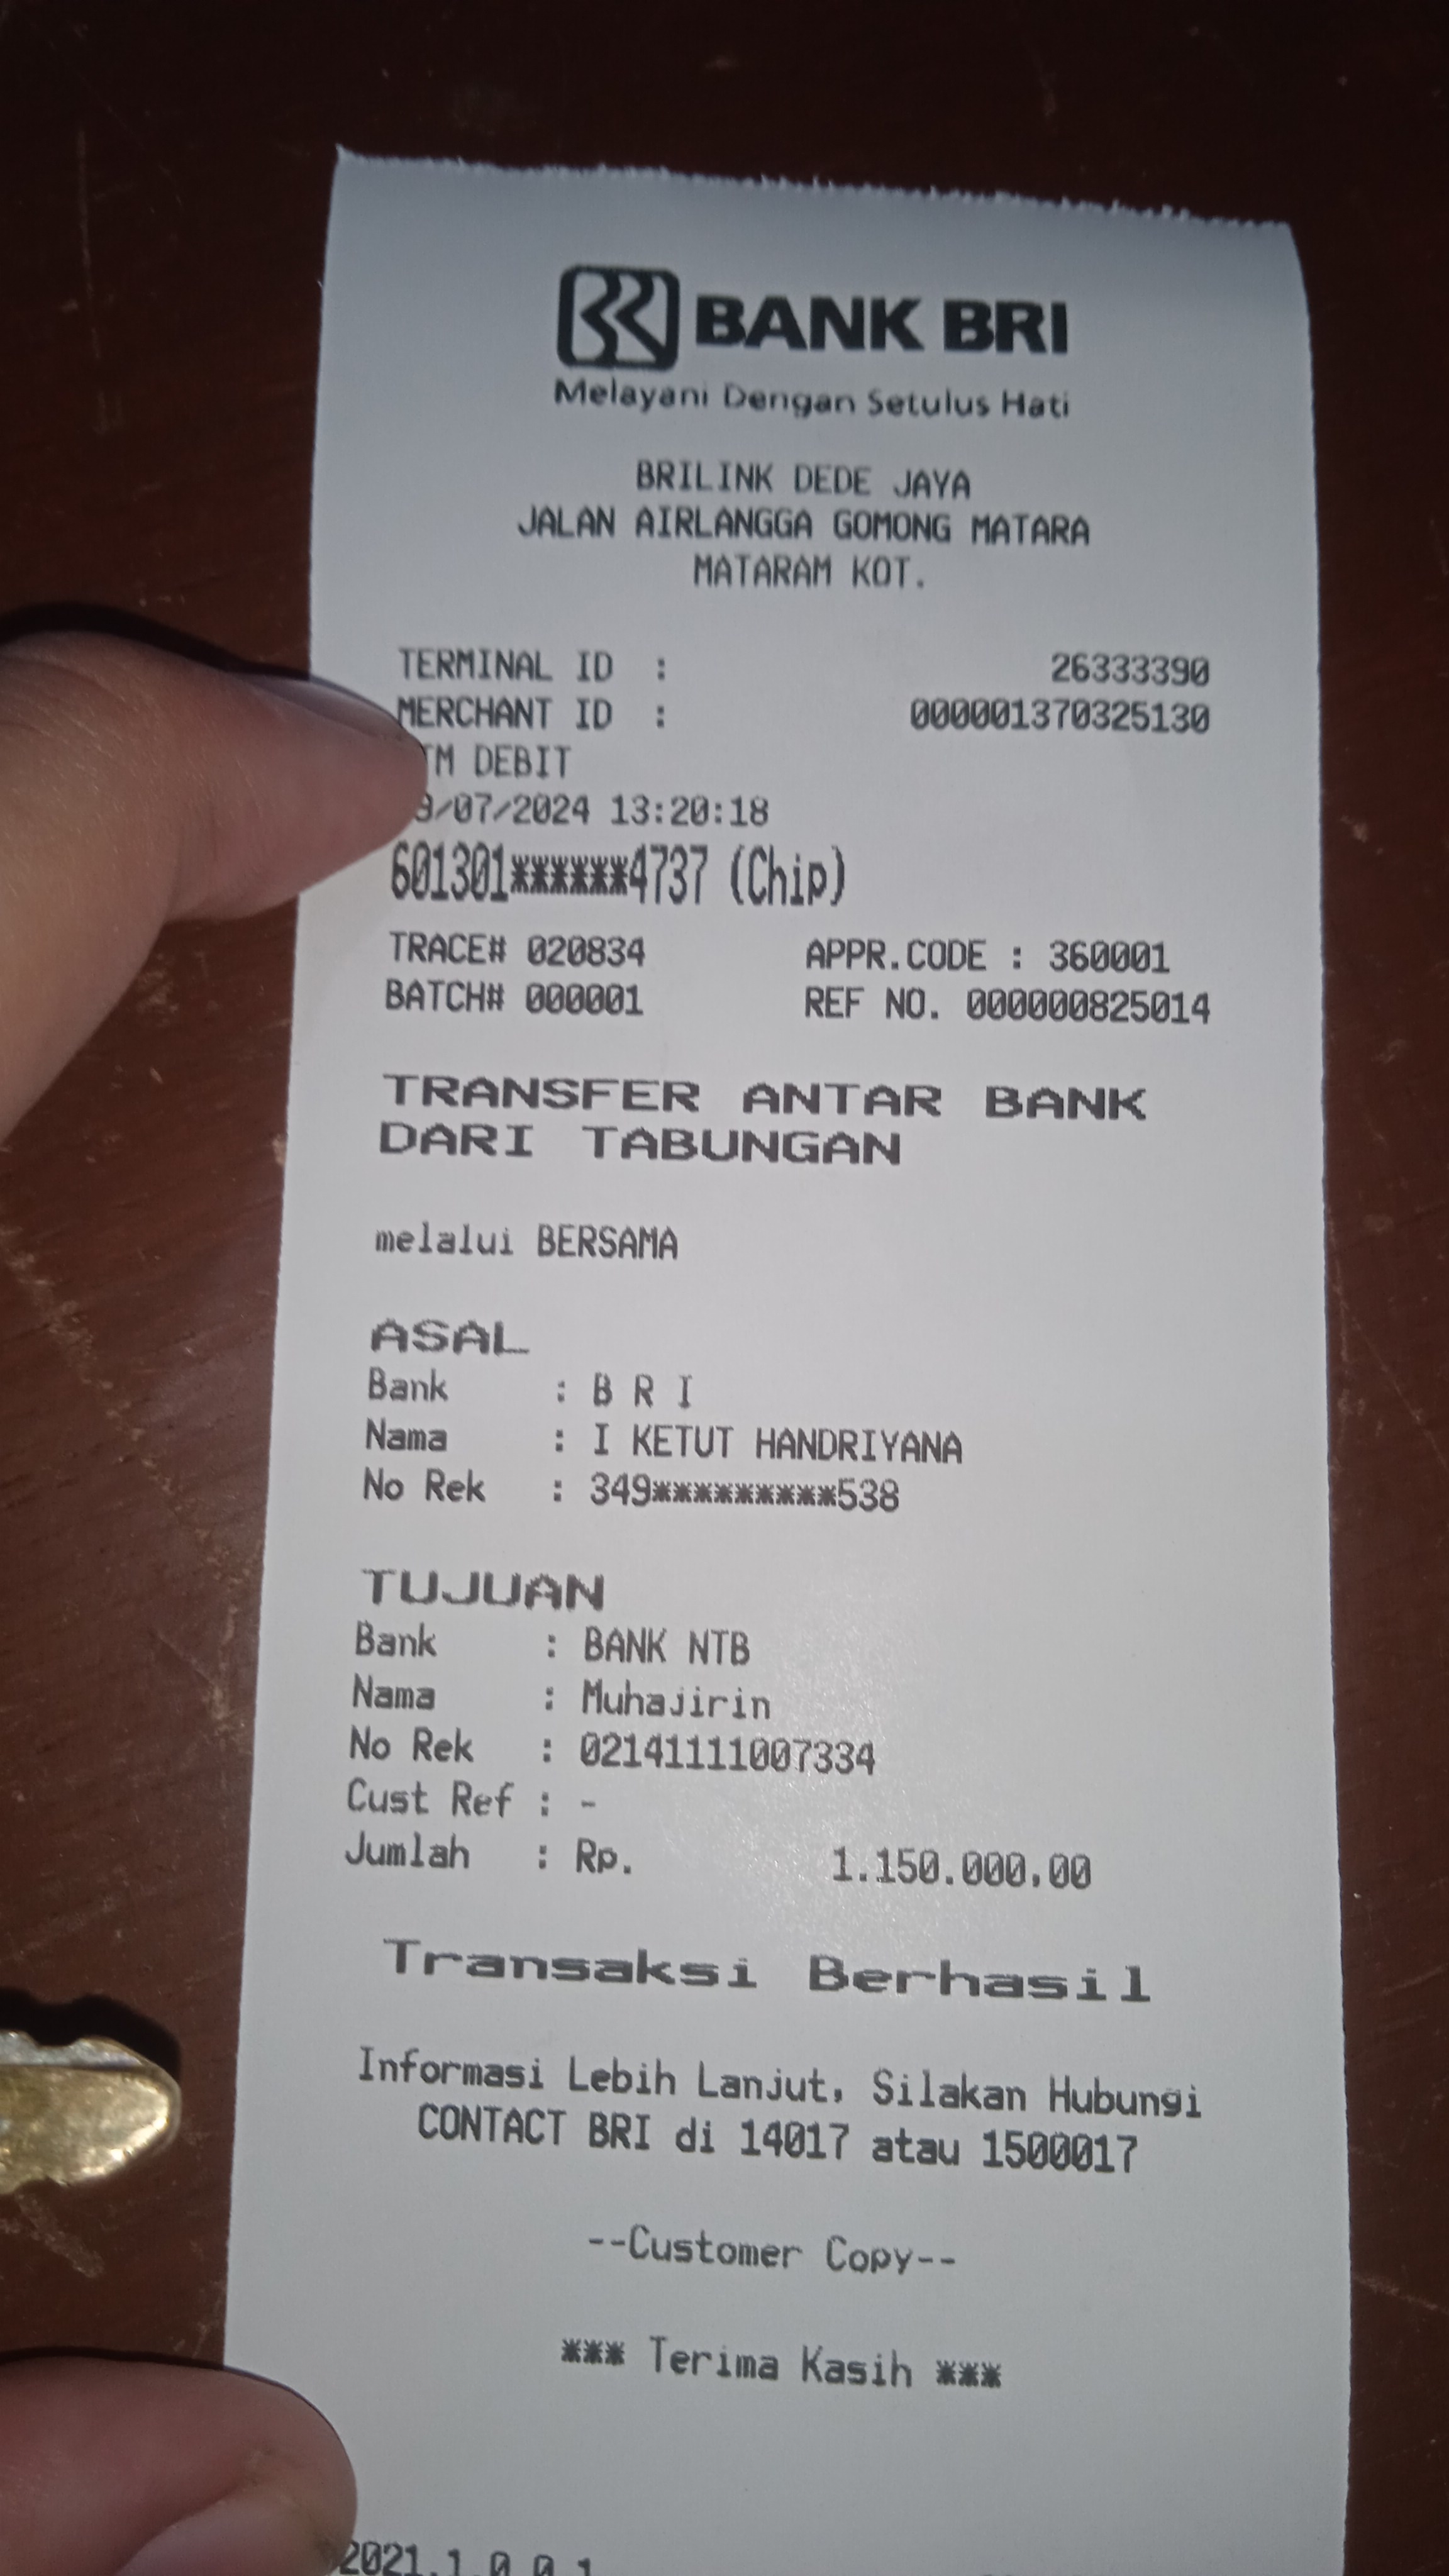 BANK BRI
Melayani Dengan Setulus Hati
BRILINK DEDE JAYA
JALAN AIRLANGGA GOMONG MATARA
MATARAM KOT.
TERMINAL ID : 26333390
MERCHANT ID : 000001370325130
DEBIT
13:20:18
601301******4737 (Chip)
TRACE# 020834 APPR.CODE : 360001
BATCH# 000001 REF NO. 000000825014
TRANSFER ANTAR BANK
DARI TABUNGAN
melalui BERSAMA
ASAL
Bank : B R I
Nama : I KETUT HANDRIYANA
No Rek : 349*********538
TUJUAN
Bank : BANK NTB
Nama : Muhajirin
No Rek : 02141111007334
Cust Ref : -
Jumlah : Rp. 1.150.000,00
Transaksi Berhasil
Informasi Lebih Lanjut, Silakan Hubungi
CONTACT BRI di 14017 atau 1500017
--Customer Copy--
*** Terima Kasih ***